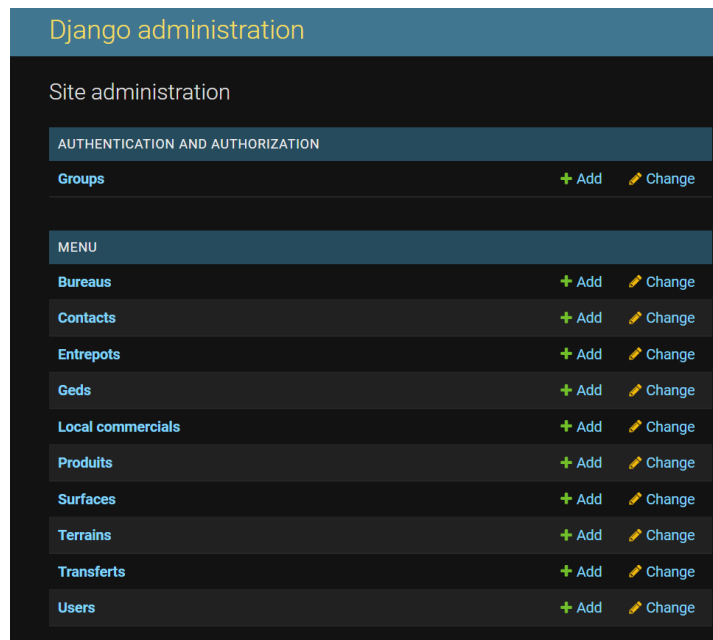 Django administration
Site administration
AUTHENTICATION AND AUTHORIZATION
Groups Add Change
MENU
Bureaus Add Change
Contacts Add Change
Entrepots Add Change
Geds Add Change
Local commercials Add Change
Produits Add Change
Surfaces Add Change
Terrains Add Change
Transferts Add Change
Users Add Change